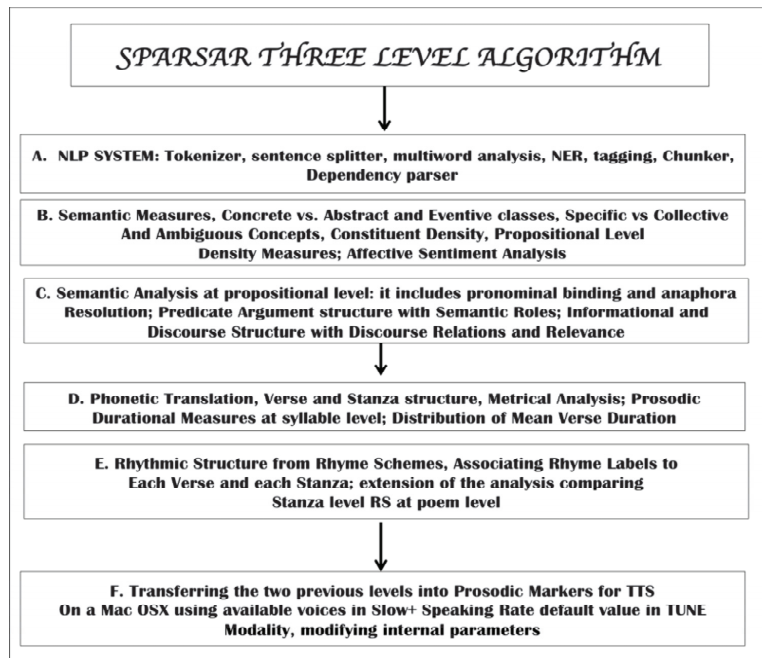 SPARSAR THREE LEVEL ALGORITHM
A. NLP SYSTEM: Tokenizer, sentence splitter, multiword analysis, NER, tagging, Chunker,
Dependency parser
B. Semantic Measures, Concrete vs. Abstract and Eventive classes, Specific vs Collective
And Ambiguous Concepts, Constituent Density, Propositional Level
Density Measures; Affective Sentiment Analysis
C. Semantic Analysis at propositional level: it includes pronominal binding and anaphora
Resolution; Predicate Argument structure with Semantic Roles; Informational and
Discourse Structure with Discourse Relations and Relevance
D. Phonetic Translation, Verse and Stanza structure, Metrical Analysis; Prosodic
Durational Measures at syllable level; Distribution of Mean Verse Duration
E. Rhythmic Structure from Rhyme Schemes, Associating Rhyme Labels to
Each Verse and each Stanza; extension of the analysis comparing
Stanza level RS at poem level
F. Transferring the two previous levels into Prosodic Markers for TTS
On a Mac OSX using available voices in Slow+ Speaking Rate default value in TUNE
Modality, modifying internal parameters